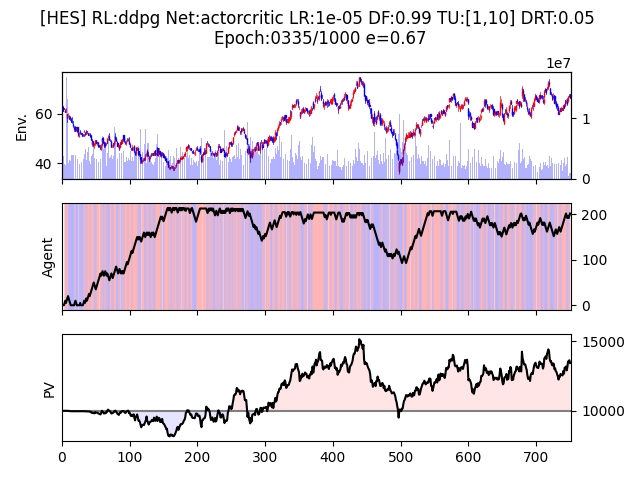 [HES] RL:ddpg Net:actorcritic LR:1e-05 DF:0.99 TU:[1,10] DRT:0.05
Epoch:0335/1000 e=0.67
1e7
Env.
60
40
1
0
Agent
200
100
0
PV
15000
10000
0 100 200 300 400 500 600 700